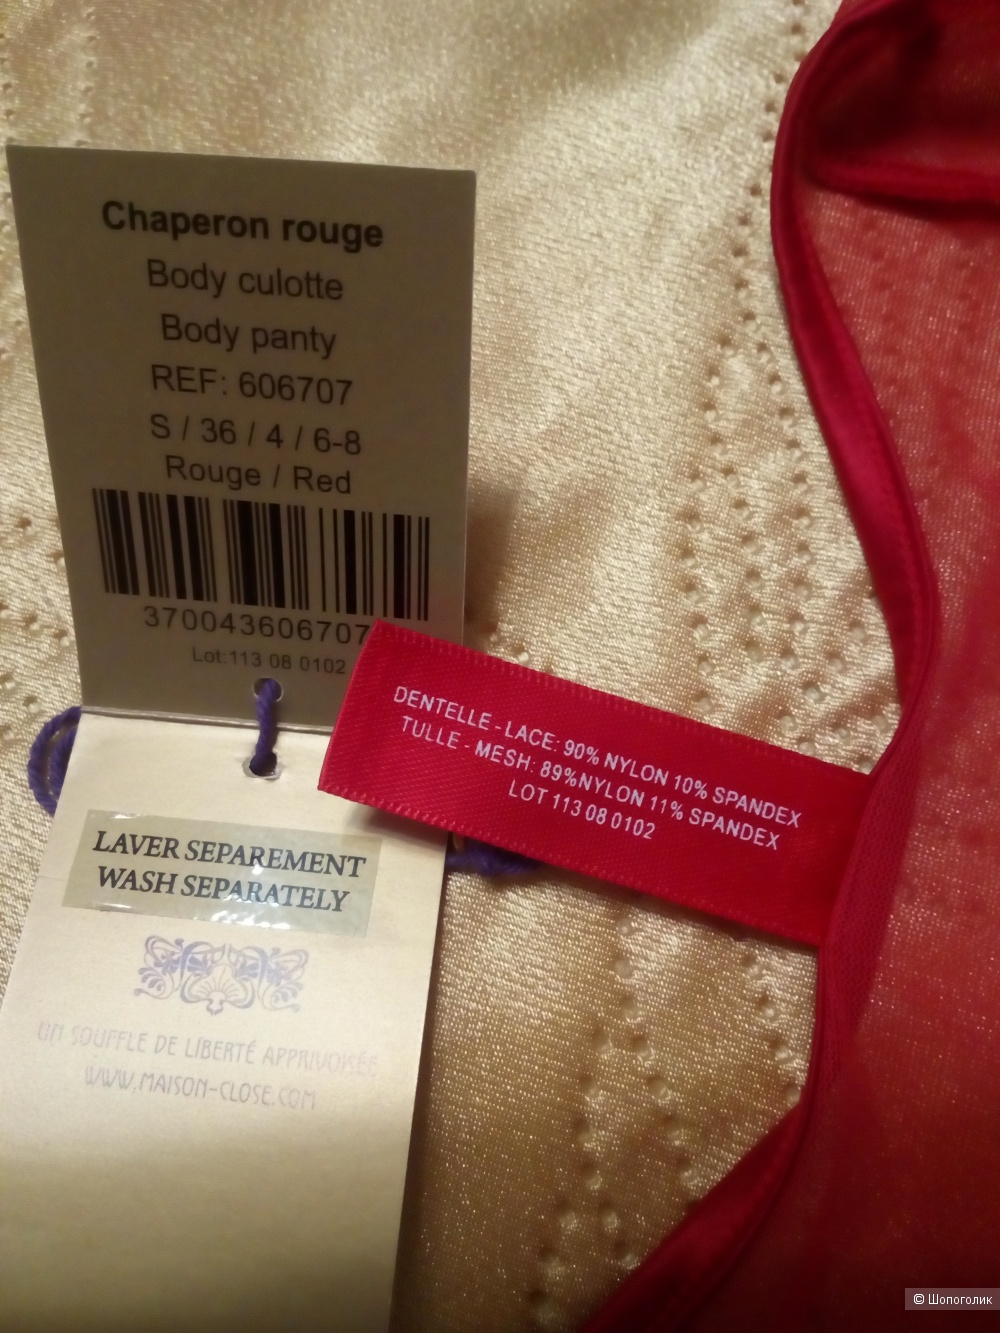 Chaperon rouge
Body culotte
Body panty
REF: 606707
S / 36 / 4 / 6-8
Rouge / Red
370043606707
Lot:113 08 0102
DENTELLE - LACE: 90% NYLON 10% SPANDEX
TULLE - MESH: 89%NYLON 11% SPANDEX
LOT 113 08 0102
LAVER SEPAREMENT
WASH SEPARATELY
UN SOUFFLE DE LIBERTÉ APPRIVOISÉE
WWW.MAISON-CLOSE.COM
© Шопоголик